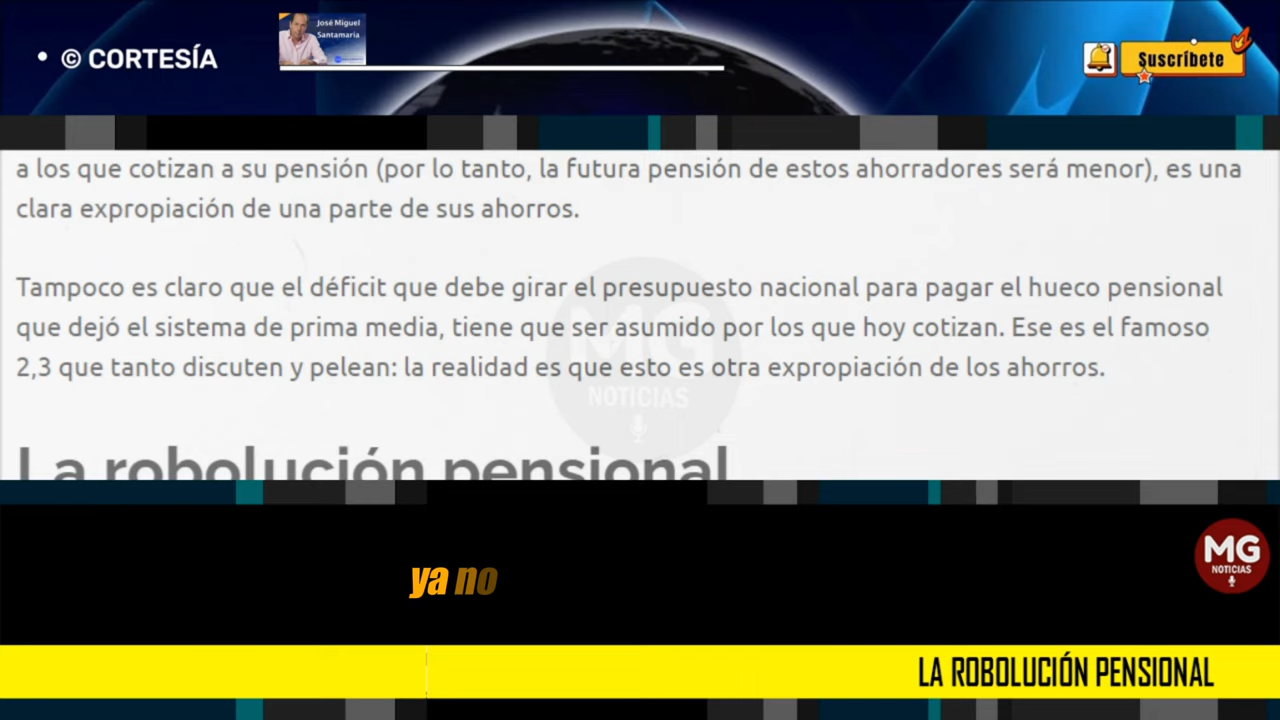 • © CORTESÍA
José Miguel
Santamaría
Suscríbete
a los que cotizan a su pensión (por lo tanto, la futura pensión de estos ahorradores será menor), es una
clara expropiación de una parte de sus ahorros.
Tampoco es claro que el déficit que debe girar el presupuesto nacional para pagar el hueco pensional
que dejó el sistema de prima media, tiene que ser asumido por los que hoy cotizan. Ese es el famoso
2,3 que tanto discuten y pelean: la realidad es que esto es otra expropiación de los ahorros.
MG
NOTICIAS
La robolución pensional
ya no
MG
NOTICIAS
LA ROBOLUCIÓN PENSIONAL